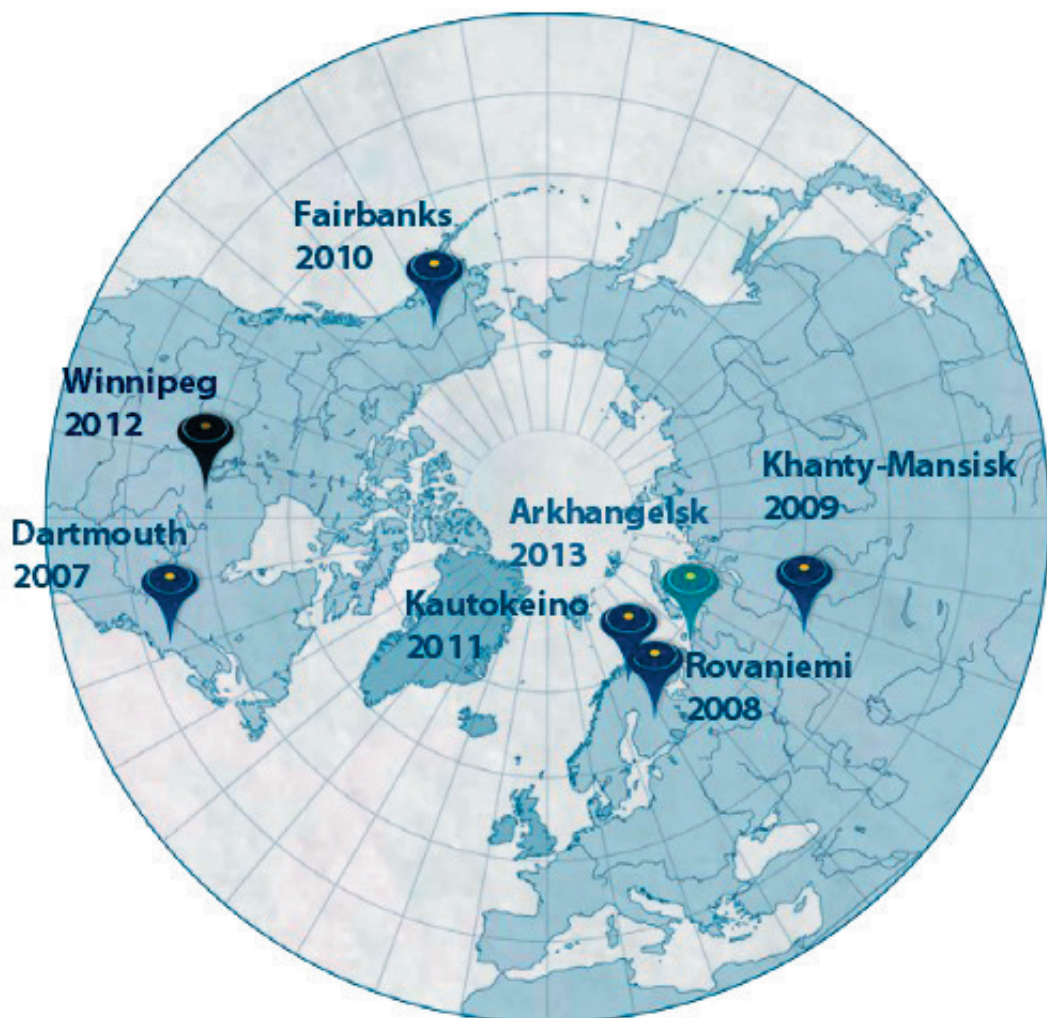 Fairbanks
2010
Winnipeg
2012
Khanty-Mansisk
2009
Arkhangelsk
2013
Dartmouth
2007
Kautokeino
2011
Rovaniemi
2008